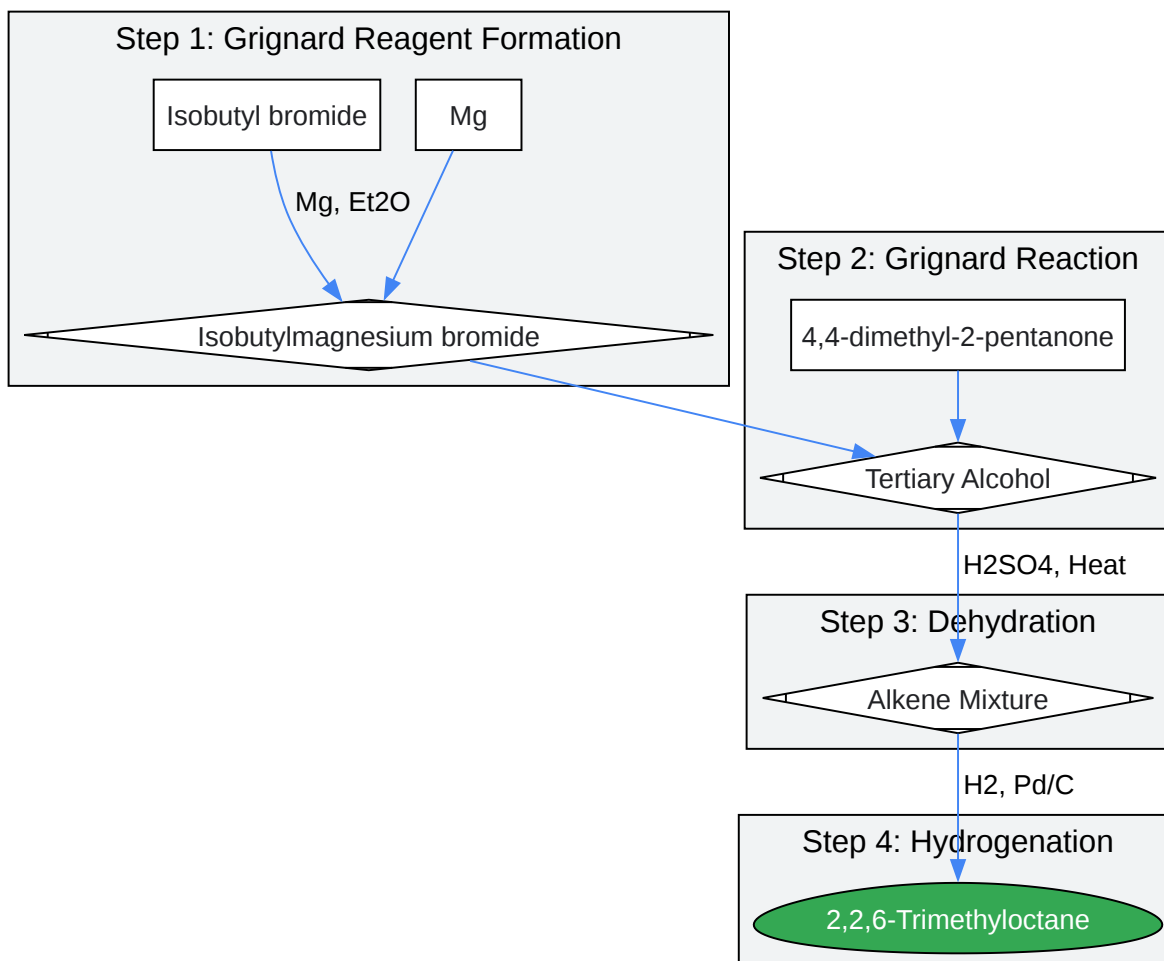 Step 1: Grignard Reagent Formation
Isobutyl bromide
Mg
Mg, Et2O
Isobutylmagnesium bromide
Step 2: Grignard Reaction
4,4-dimethyl-2-pentanone
Tertiary Alcohol
H2SO4, Heat
Step 3: Dehydration
Alkene Mixture
H2, Pd/C
Step 4: Hydrogenation
2,2,6-Trimethyloctane